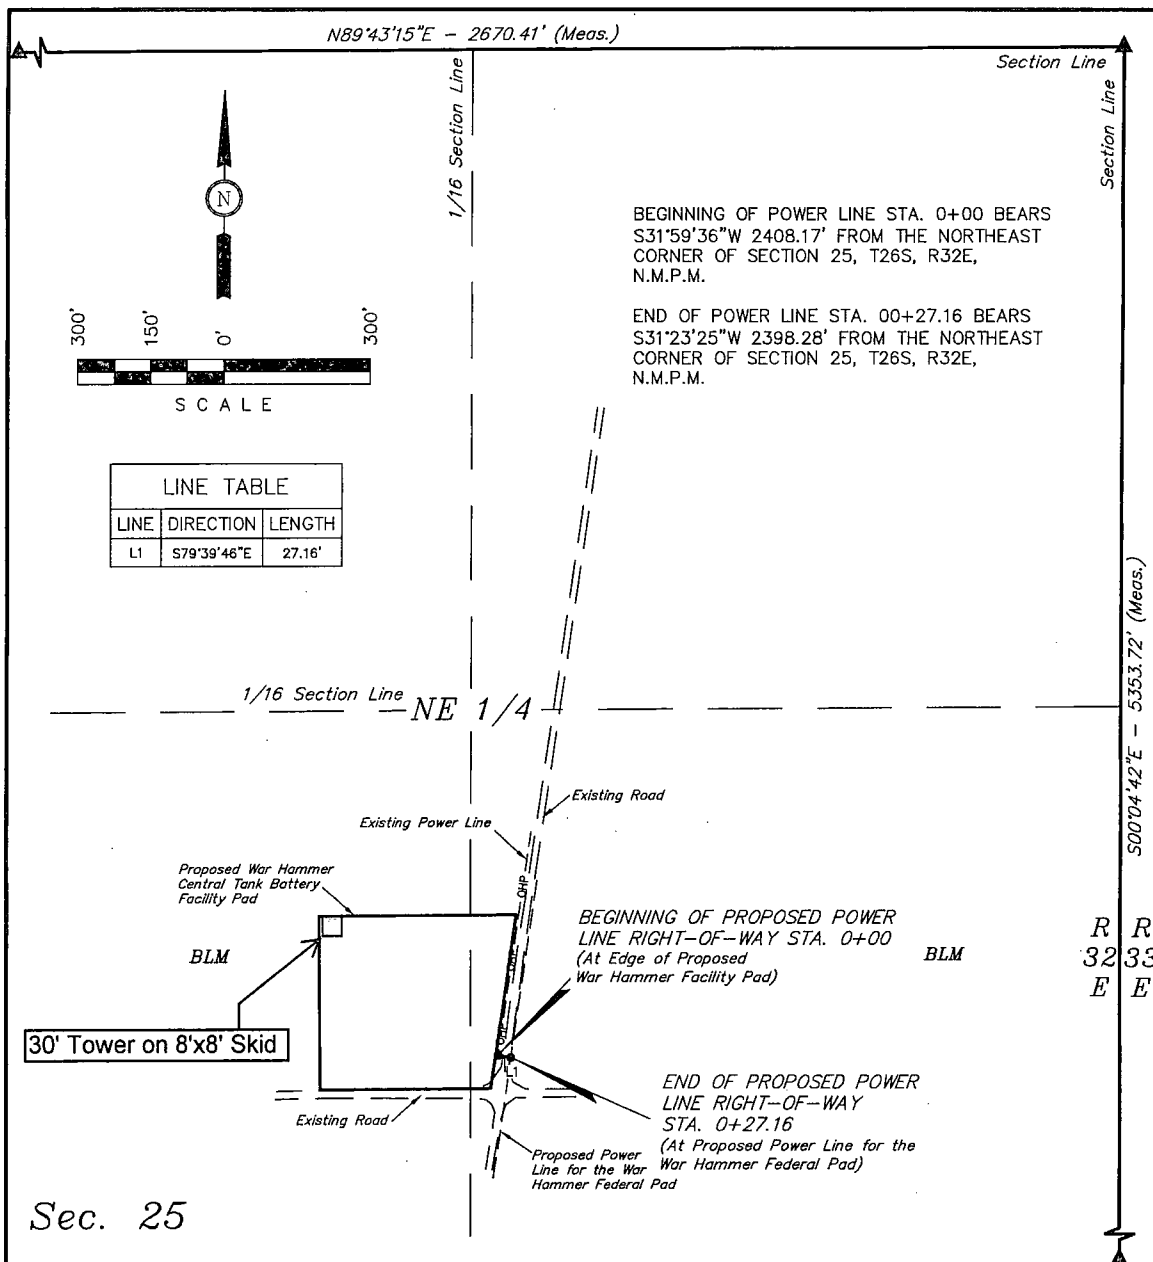 N89°43'15"E - 2670.41' (Meas.)
Section Line
Section Line
1/16 Section Line
N
BEGINNING OF POWER LINE STA. 0+00 BEARS
S31°59'36"W 2408.17' FROM THE NORTHEAST
CORNER OF SECTION 25, T26S, R32E,
N.M.P.M.
END OF POWER LINE STA. 00+27.16 BEARS
S31°23'25"W 2398.28' FROM THE NORTHEAST
CORNER OF SECTION 25, T26S, R32E,
N.M.P.M.
300' 150' 0' 300'
SCALE
LINE TABLE
LINE DIRECTION LENGTH
L1 S79°39'46"E 27.16'
S00°04'42"E - 5353.72' (Meas.)
1/16 Section Line
NE 1/4
Existing Road
Existing Power Line
Proposed War Hammer
Central Tank Battery
Facility Pad
OHP
OHP
OHP
BEGINNING OF PROPOSED POWER
LINE RIGHT-OF-WAY STA. 0+00
(At Edge of Proposed
War Hammer Facility Pad)
BLM
BLM
R R
32 33
E E
30' Tower on 8'x8' Skid
L1
END OF PROPOSED POWER
LINE RIGHT-OF-WAY
STA. 0+27.16
(At Proposed Power Line for the
War Hammer Federal Pad)
Existing Road
Proposed Power
Line for the War
Hammer Federal Pad
Sec. 25